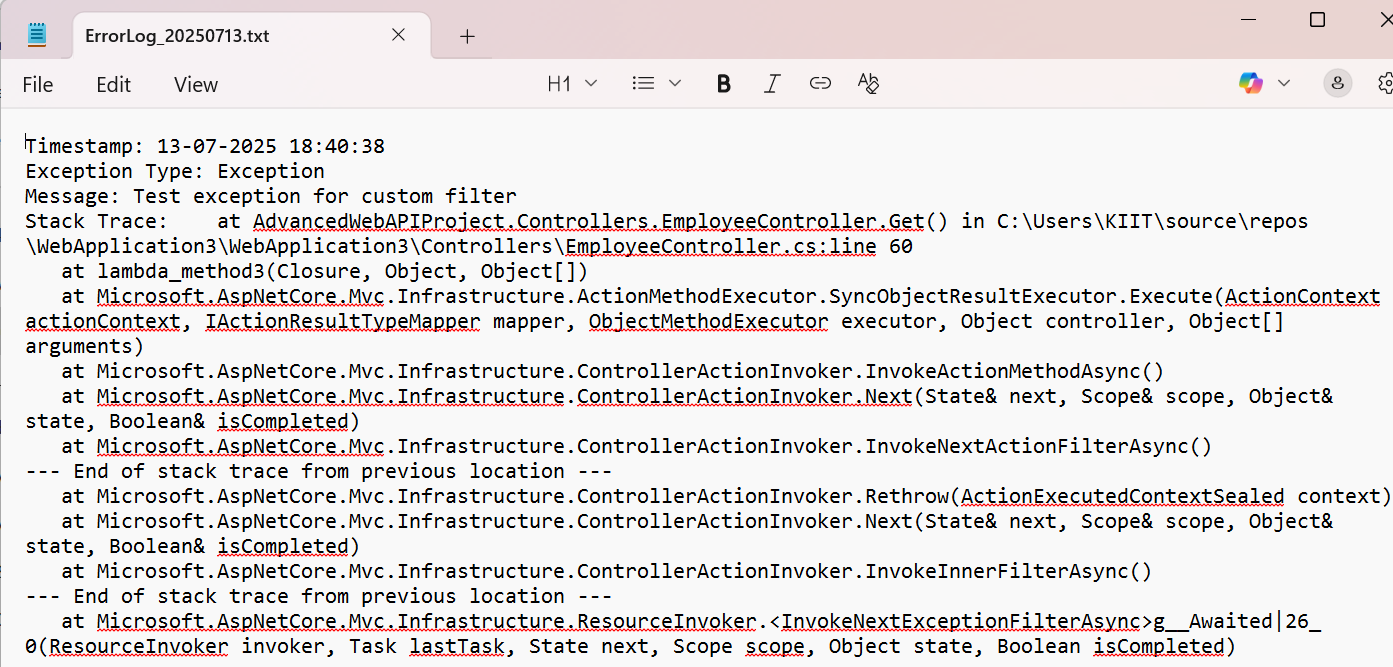 ErrorLog_20250713.txt
File Edit View H1 B I
Timestamp: 13-07-2025 18:40:38
Exception Type: Exception
Message: Test exception for custom filter
Stack Trace:    at AdvancedWebAPIProject.Controllers.EmployeeController.Get() in C:\Users\KIIT\source\repos
\WebApplication3\WebApplication3\Controllers\EmployeeController.cs:line 60
   at lambda_method3(Closure, Object, Object[])
   at Microsoft.AspNetCore.Mvc.Infrastructure.ActionMethodExecutor.SyncObjectResultExecutor.Execute(ActionContext
actionContext, IActionResultTypeMapper mapper, ObjectMethodExecutor executor, Object controller, Object[]
arguments)
   at Microsoft.AspNetCore.Mvc.Infrastructure.ControllerActionInvoker.InvokeActionMethodAsync()
   at Microsoft.AspNetCore.Mvc.Infrastructure.ControllerActionInvoker.Next(State& next, Scope& scope, Object&
state, Boolean& isCompleted)
   at Microsoft.AspNetCore.Mvc.Infrastructure.ControllerActionInvoker.InvokeNextActionFilterAsync()
--- End of stack trace from previous location ---
   at Microsoft.AspNetCore.Mvc.Infrastructure.ControllerActionInvoker.Rethrow(ActionExecutedContextSealed context)
   at Microsoft.AspNetCore.Mvc.Infrastructure.ControllerActionInvoker.Next(State& next, Scope& scope, Object&
state, Boolean& isCompleted)
   at Microsoft.AspNetCore.Mvc.Infrastructure.ControllerActionInvoker.InvokeInnerFilterAsync()
--- End of stack trace from previous location ---
   at Microsoft.AspNetCore.Mvc.Infrastructure.ResourceInvoker.<InvokeNextExceptionFilterAsync>g__Awaited|26_
0(ResourceInvoker invoker, Task lastTask, State next, Scope scope, Object state, Boolean isCompleted)